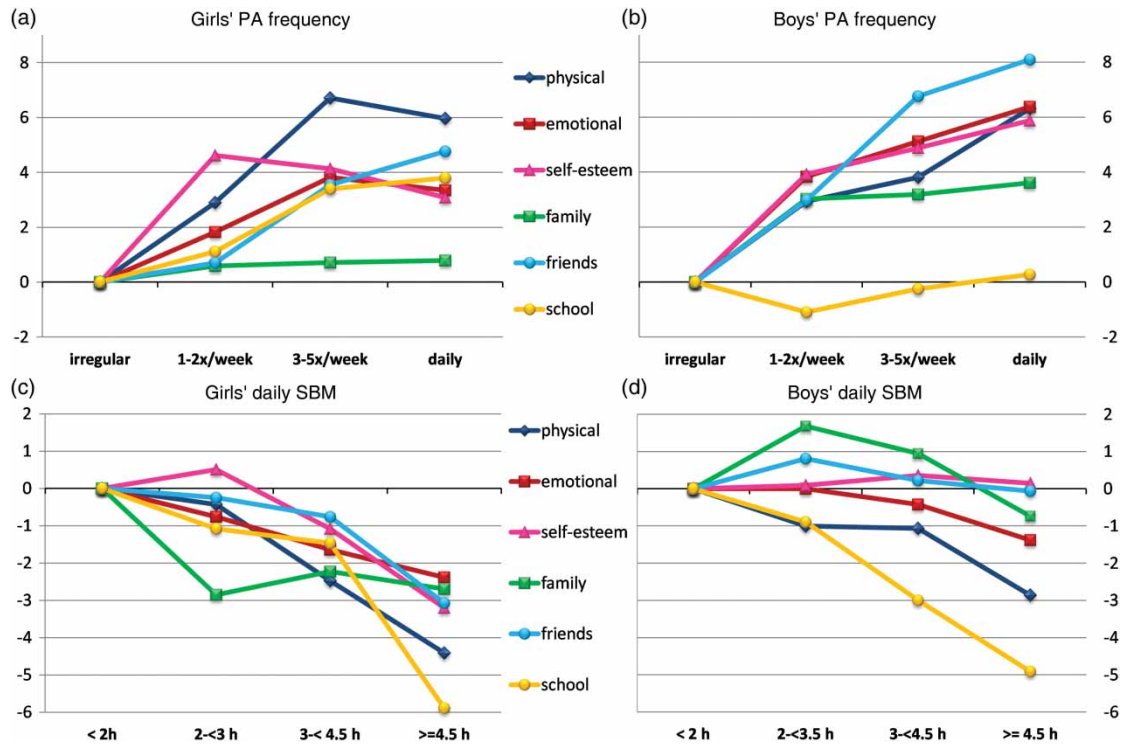 (a) Girls' PA frequency
8
6
4
2
0
-2
irregular 1-2x/week 3-5x/week daily
physical
emotional
self-esteem
family
friends
school
(b) Boys' PA frequency
8
6
4
2
0
-2
irregular 1-2x/week 3-5x/week daily
(c) Girls' daily SBM
2
1
0
-1
-2
-3
-4
-5
-6
< 2h 2-<3 h 3-< 4.5 h >=4.5 h
physical
emotional
self-esteem
family
friends
school
(d) Boys' daily SBM
2
1
0
-1
-2
-3
-4
-5
-6
< 2 h 2-<3.5 h 3-<4.5 h >= 4.5 h